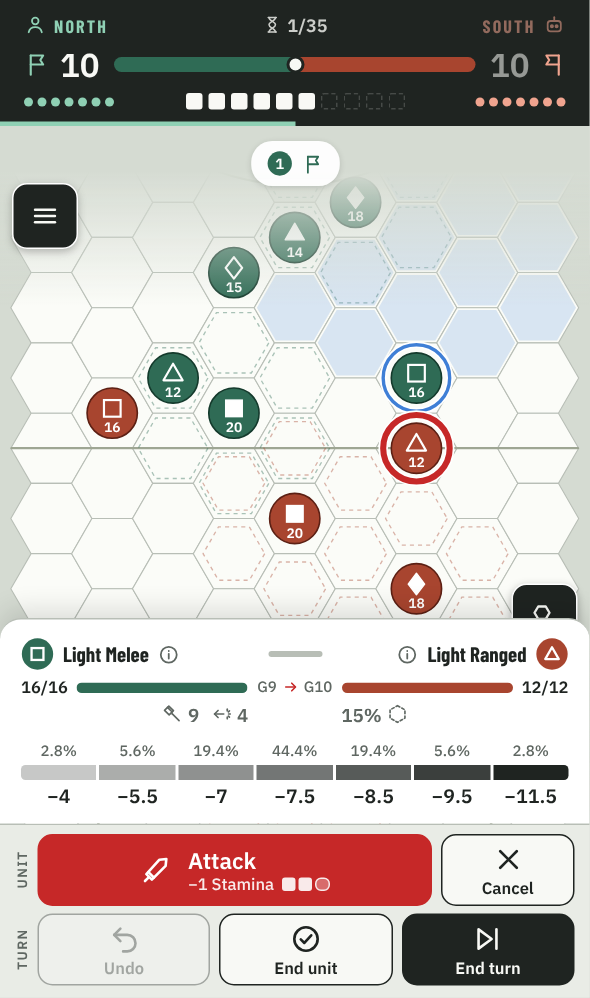 NORTH
1/35
SOUTH
10
10
1
18
14
15
12
16
16
20
12
20
18
Light Melee
Light Ranged
16/16
G9 → G10
12/12
9
4
15%
2.8%
5.6%
19.4%
44.4%
19.4%
5.6%
2.8%
−4
−5.5
−7
−7.5
−8.5
−9.5
−11.5
UNIT
Attack
−1 Stamina
Cancel
TURN
Undo
End unit
End turn